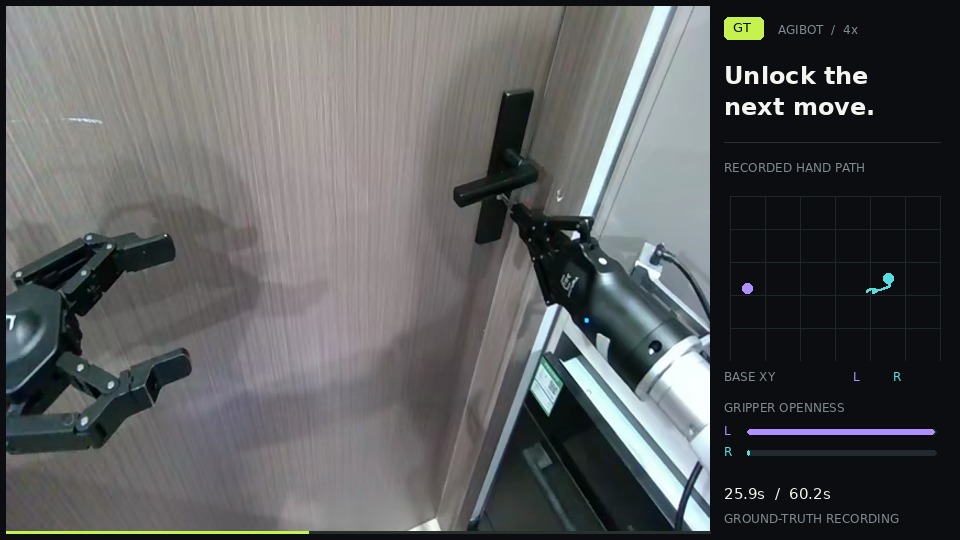 GT
AGIBOT / 4x
Unlock the
next move.
RECORDED HAND PATH
BASE XY
L
R
GRIPPER OPENNESS
L
R
25.9s / 60.2s
GROUND-TRUTH RECORDING